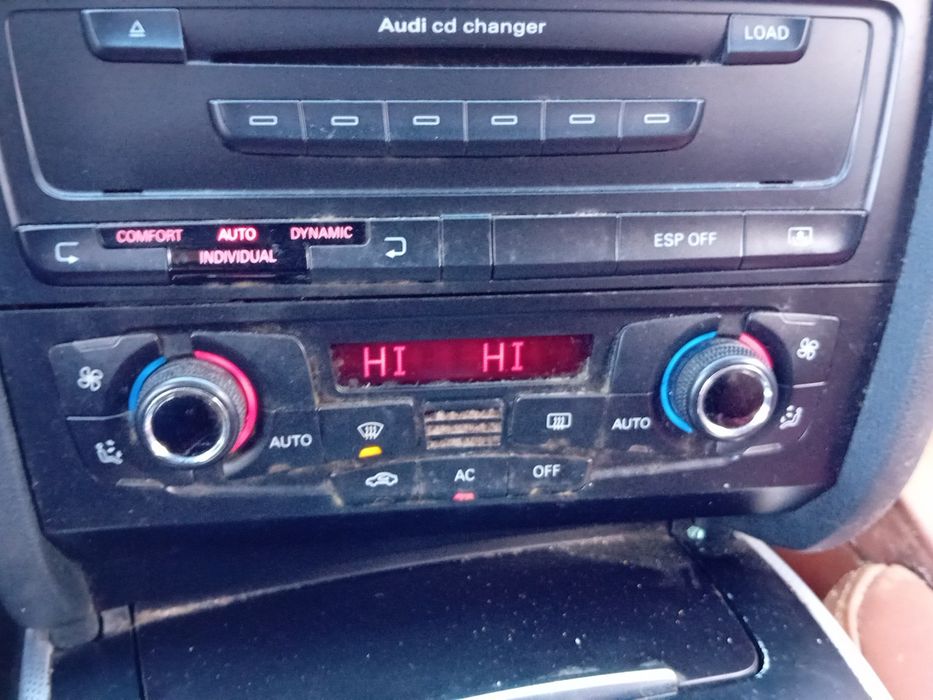 Audi cd changer
LOAD
COMFORT AUTO DYNAMIC
INDIVIDUAL
ESP OFF
HI HI
AUTO
AUTO
AC
OFF